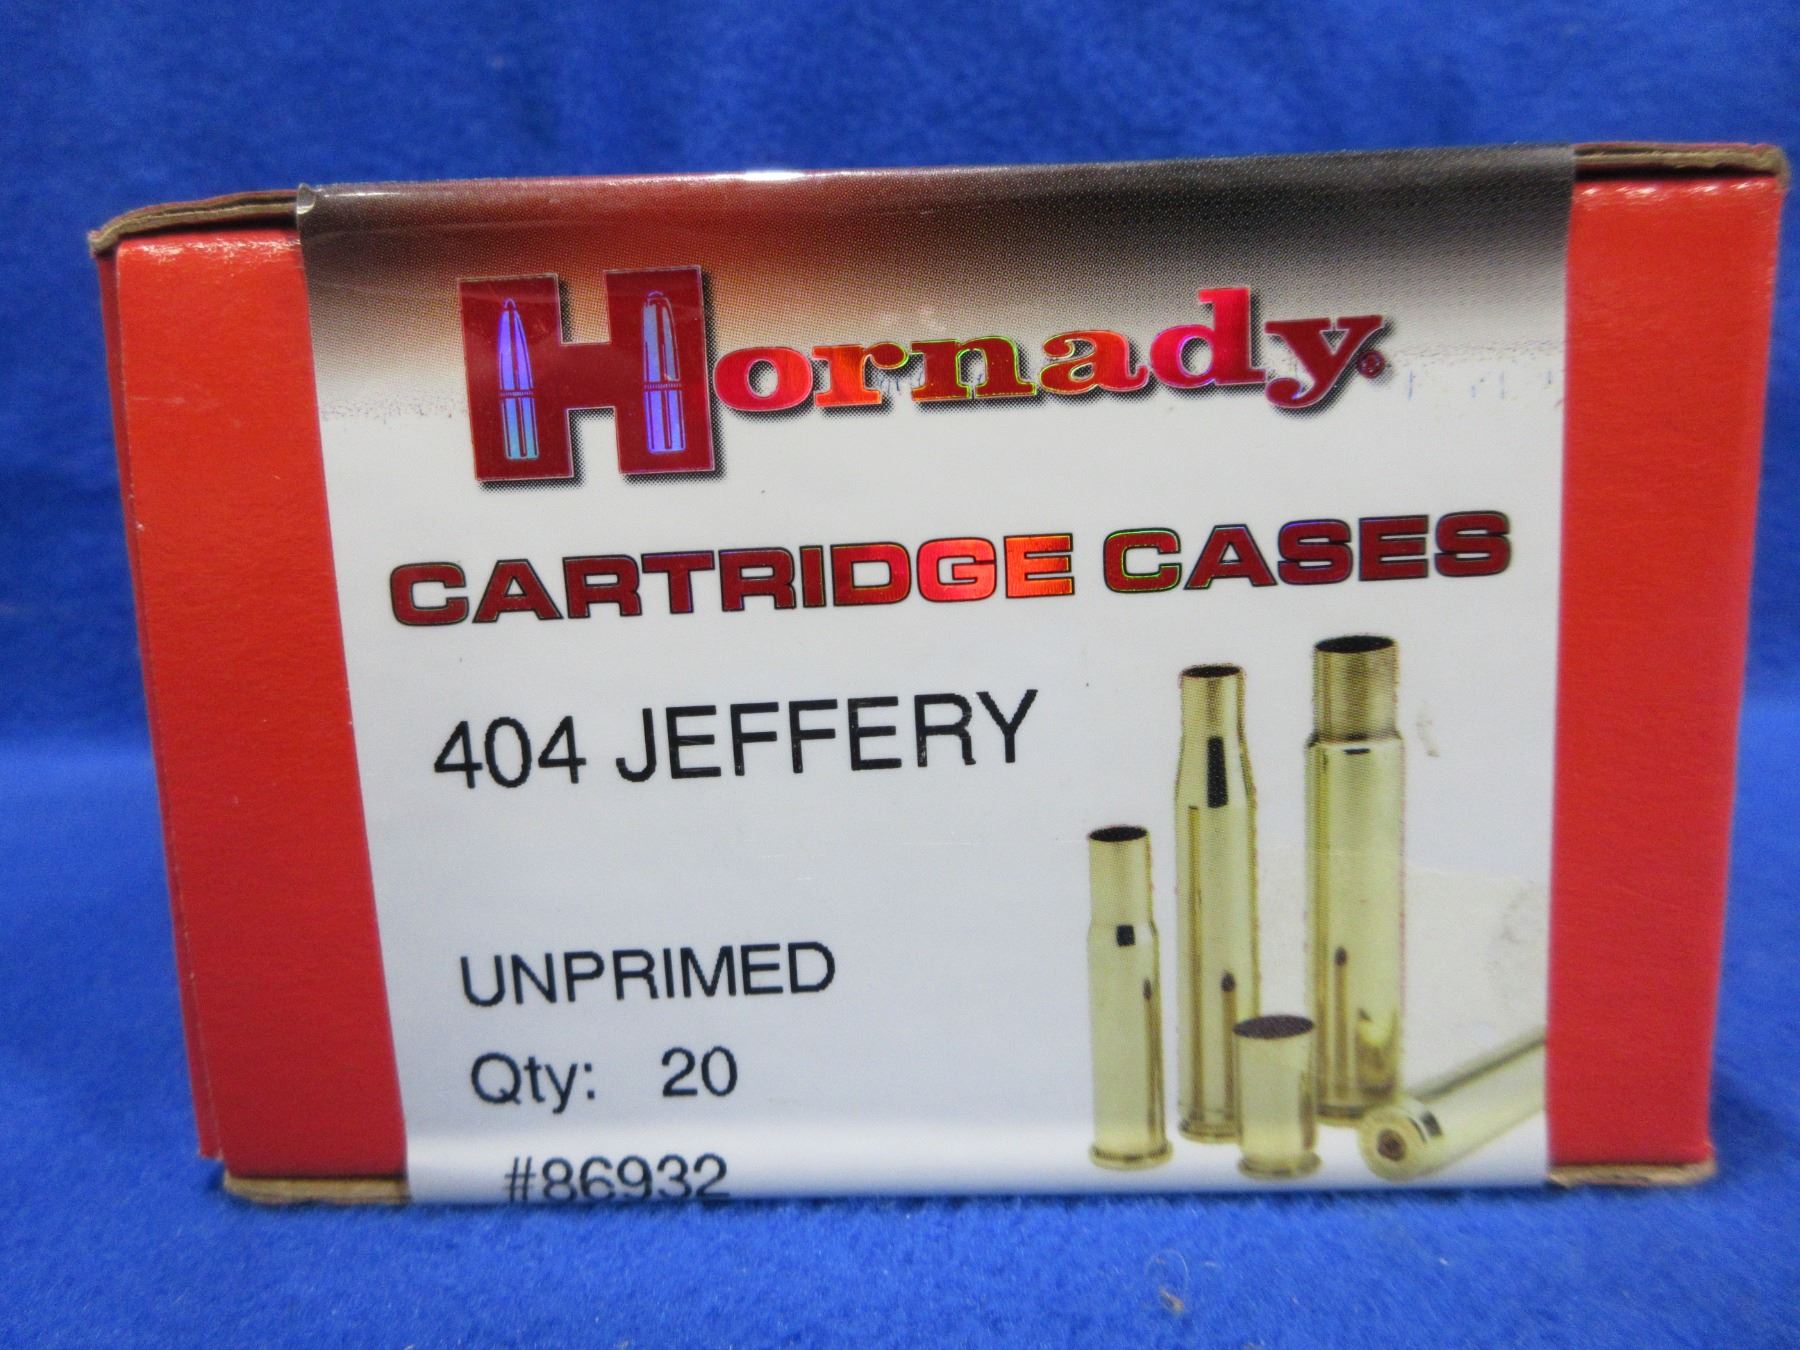 Hornady®
CARTRIDGE CASES
404 JEFFERY
UNPRIMED
Qty: 20
#86932